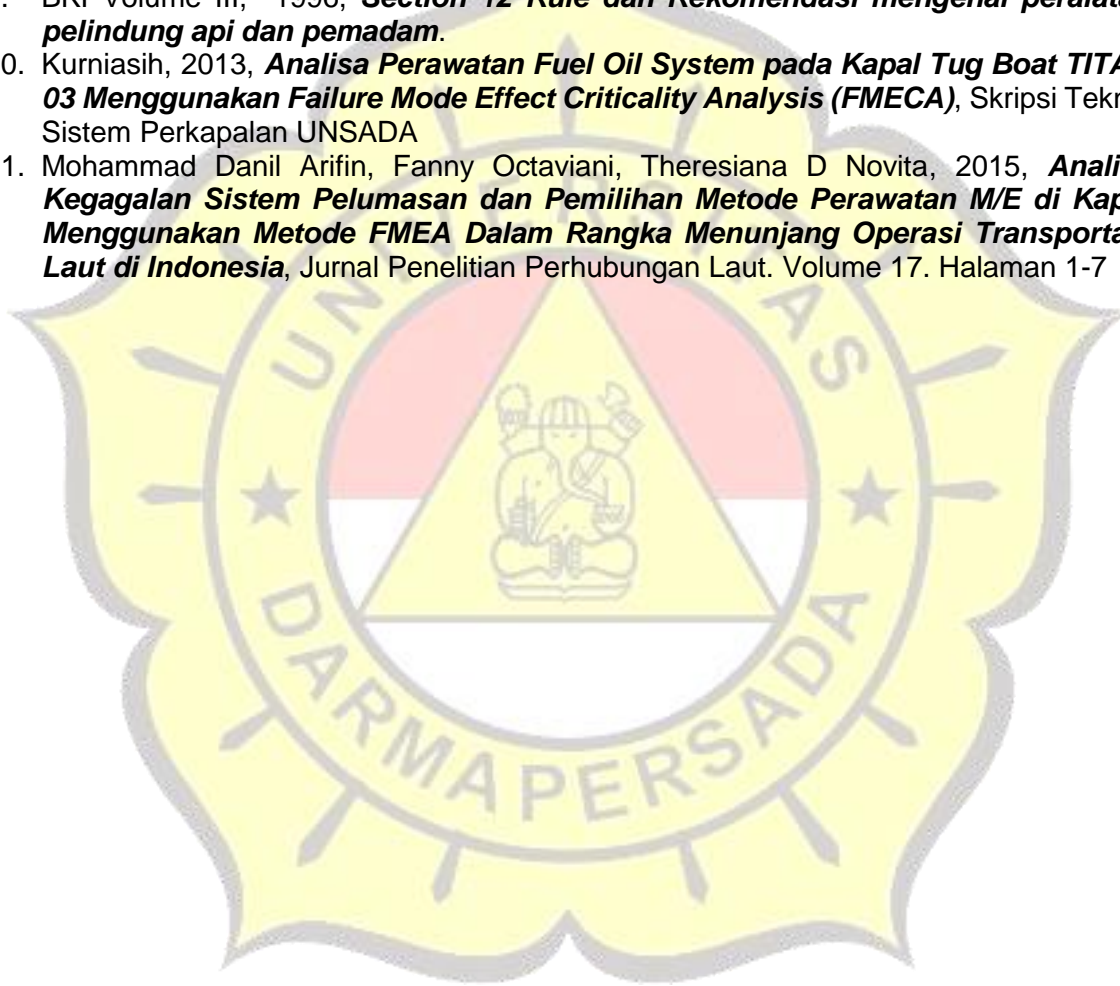 . BKI Volume III, 1996, Section 12 Rule dan Rekomendasi mengenai
pelindung api dan pemadam.
0. Kurniasih, 2013, Analisa Perawatan Fuel Oil System pada Kapal Tug Boat TITA
03 Menggunakan Failure Mode Effect Criticality Analysis (FMECA), Skripsi Tekn
Sistem Perkapalan UNSADA
1. Mohammad Danil Arifin, Fanny Octaviani, Theresiana D Novita, 2015, Anali
Kegagalan Sistem Pelumasan dan Pemilihan Metode Perawatan M/E di Kap
Menggunakan Metode FMEA Dalam Rangka Menunjang Operasi Transporta
Laut di Indonesia, Jurnal Penelitian Perhubungan Laut. Volume 17. Halaman 1-7
UNIVERSITAS
DARMA PERSADA